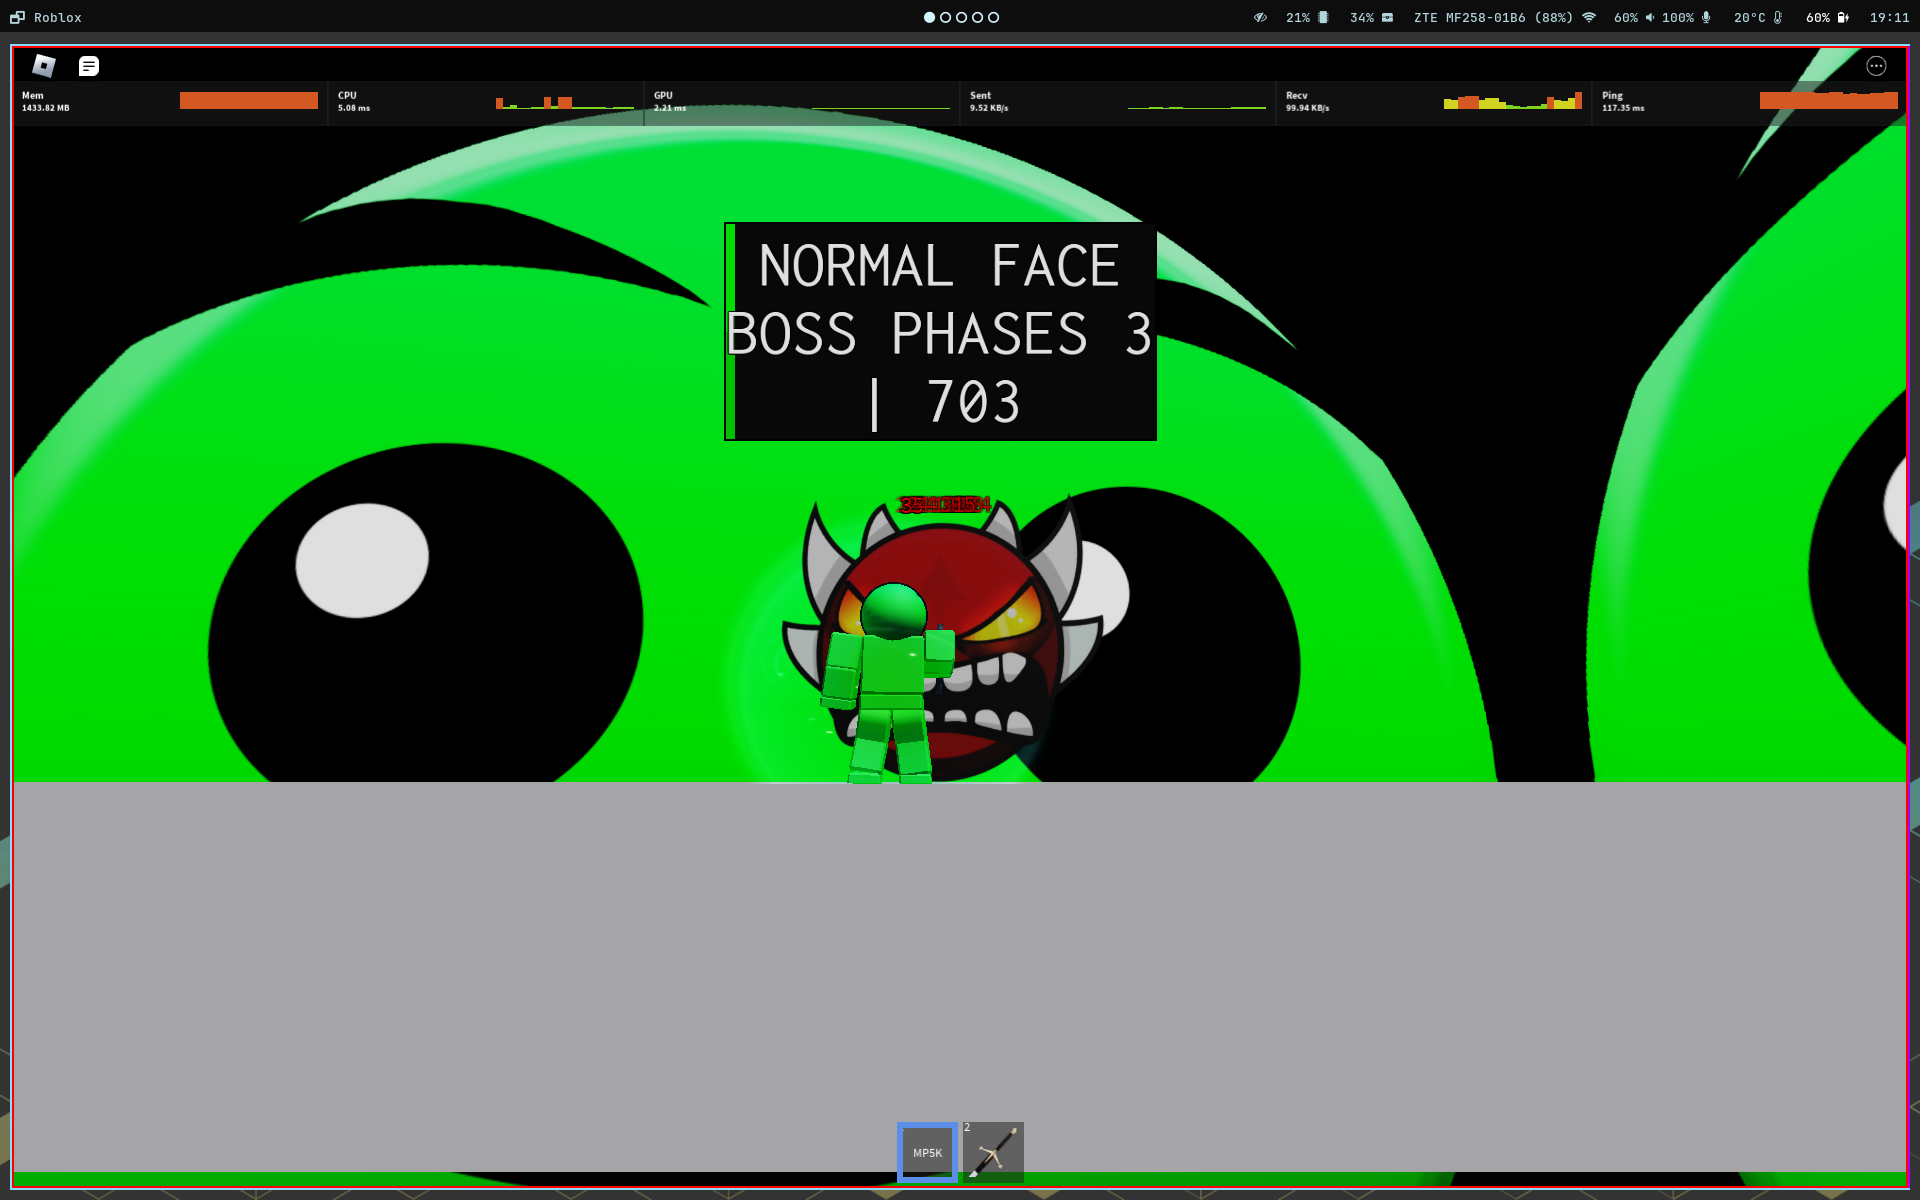 Roblox
21%
34%
ZTE MF258-01B6 (88%)
60%
100%
20°C
60%
19:11
Mem
1433.82 MB
CPU
5.08 ms
GPU
2.21 ms
Sent
9.52 KB/s
Recv
99.94 KB/s
Ping
117.35 ms
NORMAL FACE
BOSS PHASES 3
| 703
MP5K
2